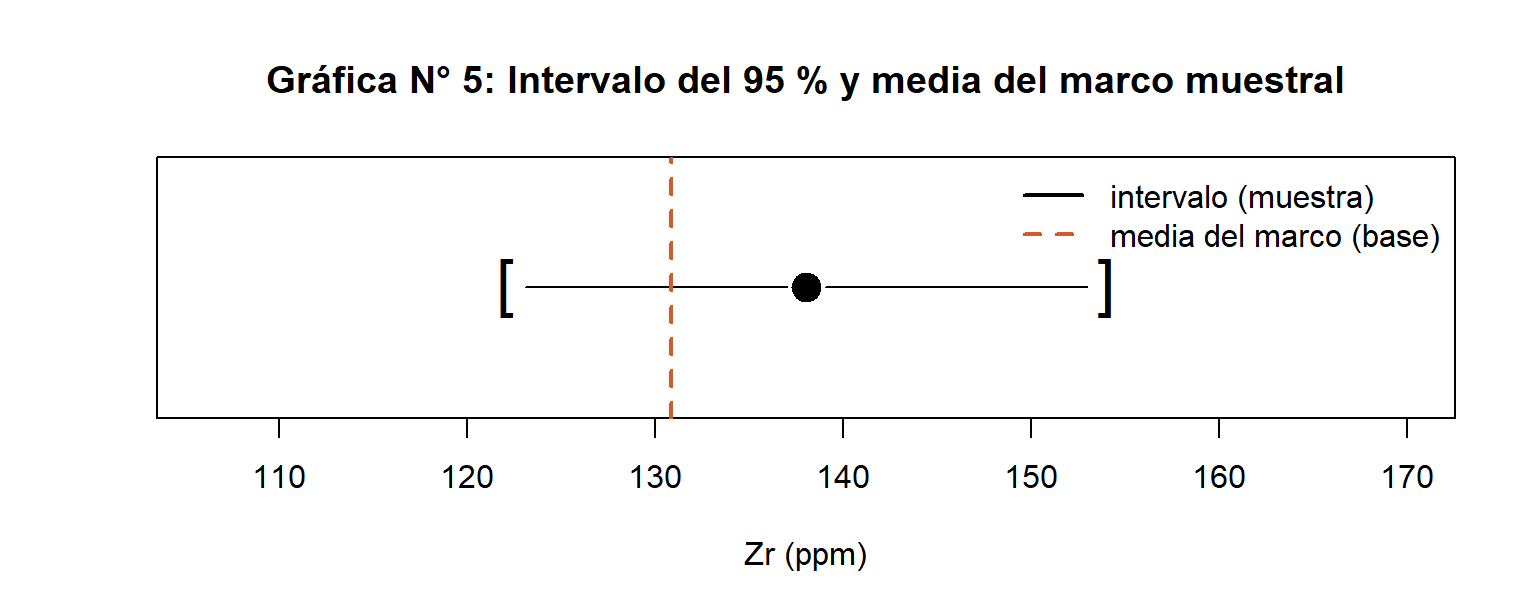 Gráfica N° 5: Intervalo del 95 % y media del marco muestral
intervalo (muestra)
media del marco (base)
[ ]
110 120 130 140 150 160 170
Zr (ppm)